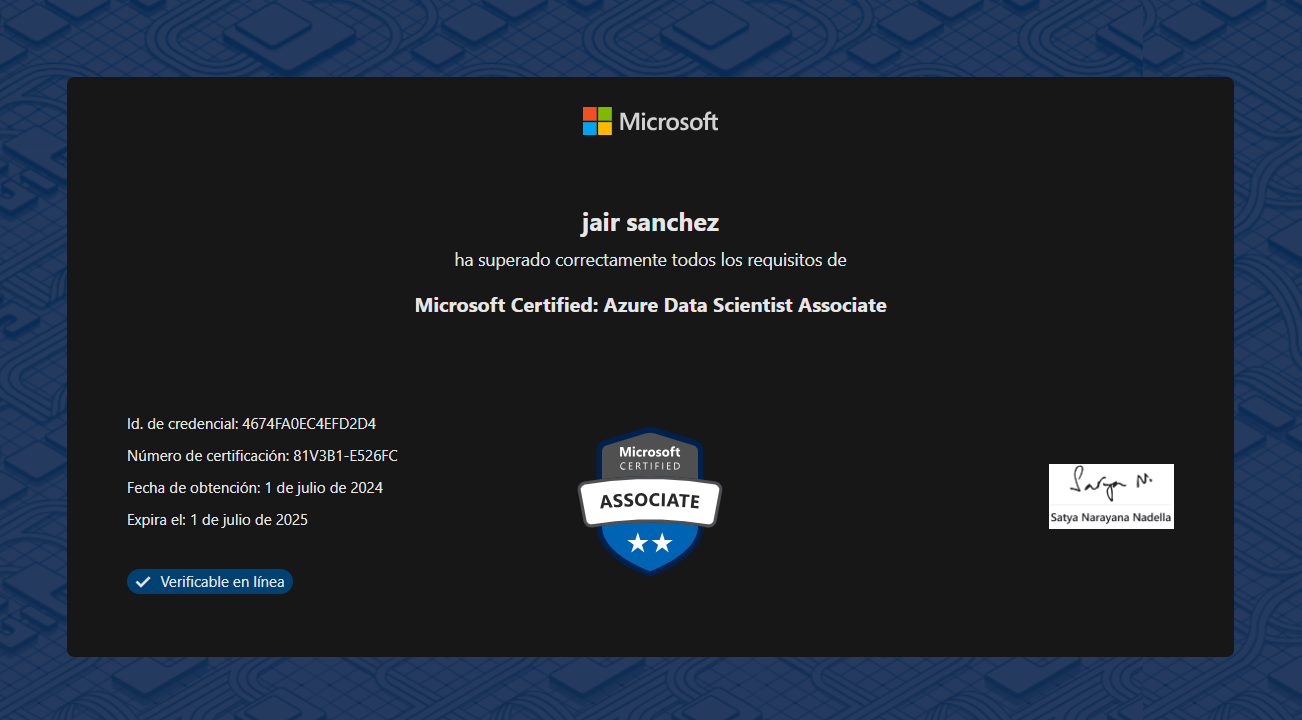 Microsoft
jair sanchez
ha superado correctamente todos los requisitos de
Microsoft Certified: Azure Data Scientist Associate
Id. de credencial: 4674FA0EC4EFD2D4
Número de certificación: 81V3B1-E526FC
Fecha de obtención: 1 de julio de 2024
Expira el: 1 de julio de 2025
Verificable en línea
Microsoft
CERTIFIED
ASSOCIATE
Satya N.
Satya Narayana Nadella